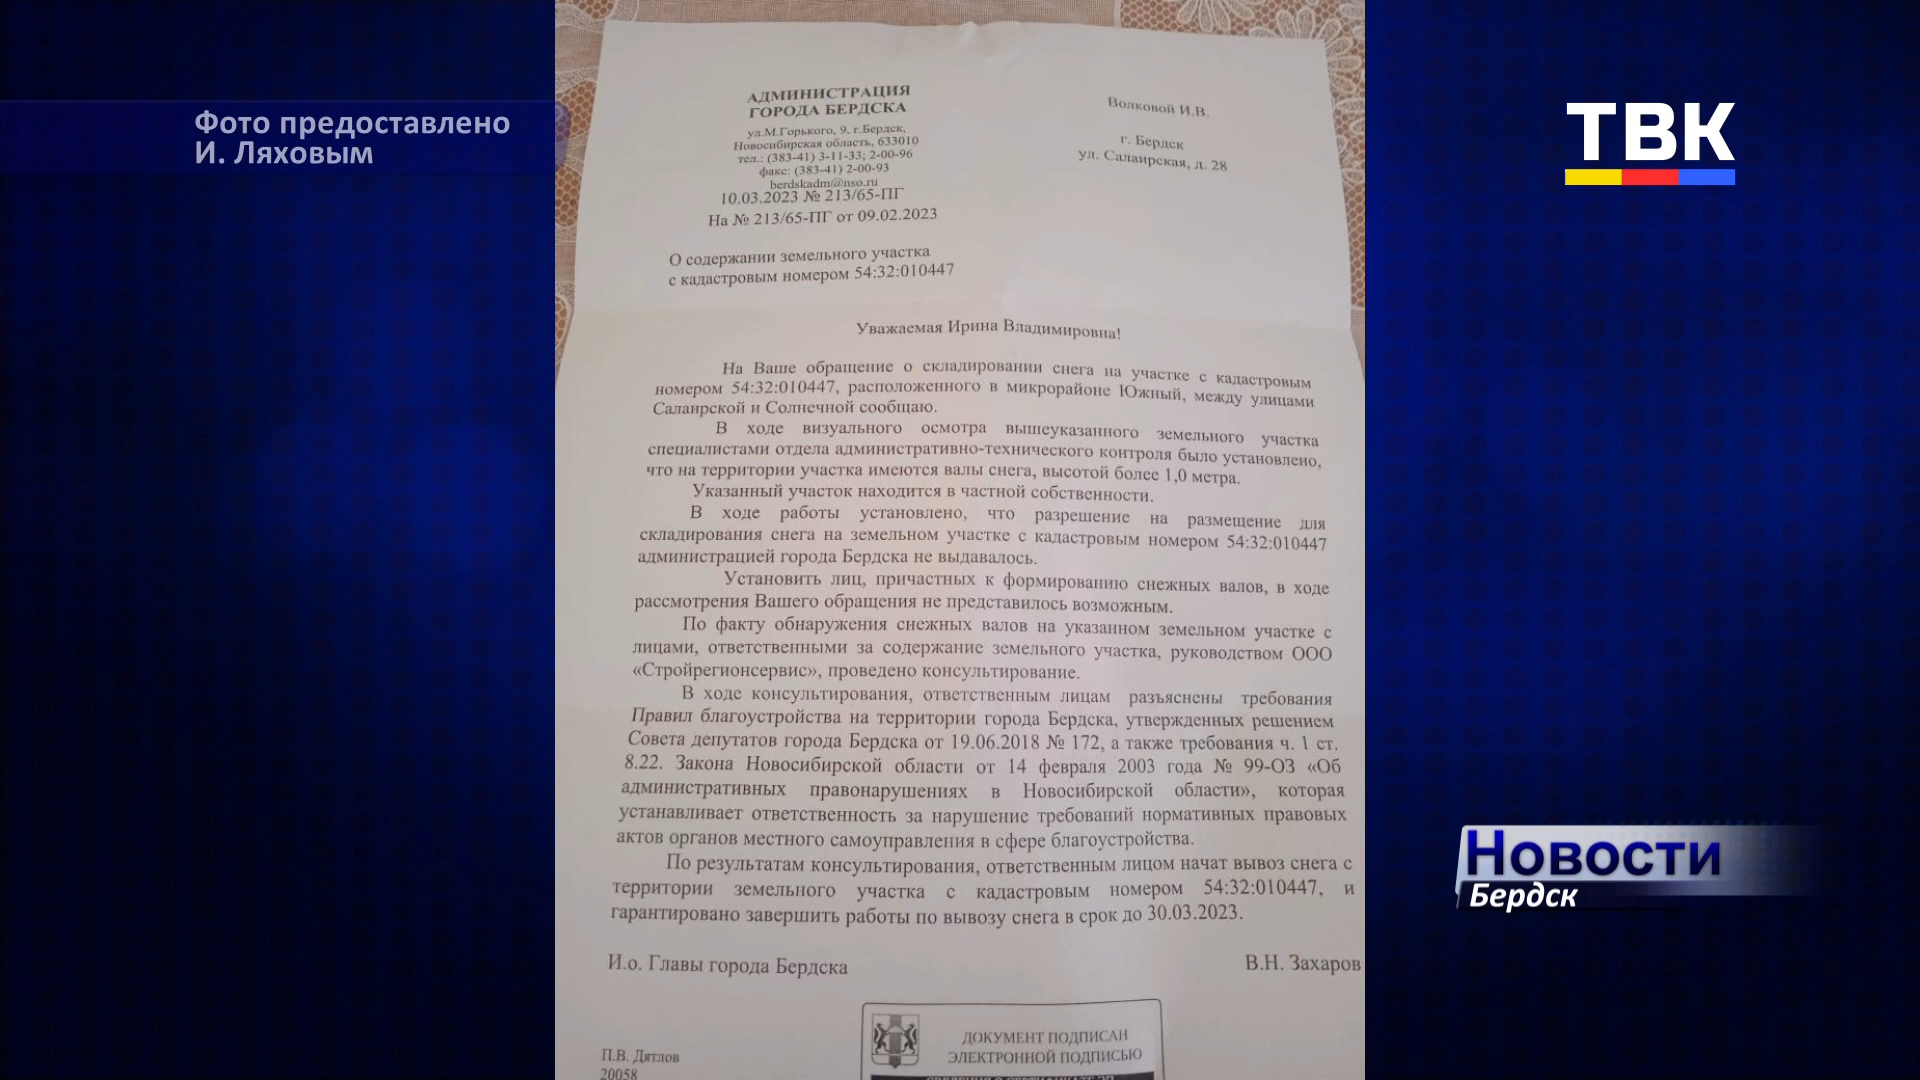 Фото предоставлено
И. Ляховым
ТВК
АДМИНИСТРАЦИЯ
ГОРОДА БЕРДСКА
ул.М.Горького, 9, г.Бердск,
Новосибирская область, 633010
тел.: (383-41) 3-11-33; 2-00-96
факс: (383-41) 2-00-93
berdskadm@nso.ru
10.03.2023 № 213/65-ПГ
На № 213/65-ПГ от 09.02.2023
Волковой И.В.
г. Бердск
ул. Салаирская, д. 28
О содержании земельного участка
с кадастровым номером 54:32:010447
Уважаемая Ирина Владимировна!
На Ваше обращение о складировании снега на участке с кадастровым
номером 54:32:010447, расположенного в микрорайоне Южный, между улицами
Салаирской и Солнечной сообщаю.
В ходе визуального осмотра вышеуказанного земельного участка
специалистами отдела административно-технического контроля было установлено,
что на территории участка имеются валы снега, высотой более 1,0 метра.
Указанный участок находится в частной собственности.
В ходе работы установлено, что разрешение на размещение для
складирования снега на земельном участке с кадастровым номером 54:32:010447
администрацией города Бердска не выдавалось.
Установить лиц, причастных к формированию снежных валов, в ходе
рассмотрения Вашего обращения не представилось возможным.
По факту обнаружения снежных валов на указанном земельном участке с
лицами, ответственными за содержание земельного участка, руководством ООО
«Стройрегионсервис», проведено консультирование.
В ходе консультирования, ответственным лицам разъяснены требования
Правил благоустройства на территории города Бердска, утвержденных решением
Совета депутатов города Бердска от 19.06.2018 № 172, а также требования ч. 1 ст.
8.22. Закона Новосибирской области от 14 февраля 2003 года № 99-ОЗ «Об
административных правонарушениях в Новосибирской области», которая
устанавливает ответственность за нарушение требований нормативных правовых
актов органов местного самоуправления в сфере благоустройства.
По результатам консультирования, ответственным лицом начат вывоз снега с
территории земельного участка с кадастровым номером 54:32:010447, и
гарантировано завершить работы по вывозу снега в срок до 30.03.2023.
И.о. Главы города Бердска
В.Н. Захаров
ДОКУМЕНТ ПОДПИСАН
ЭЛЕКТРОННОЙ ПОДПИСЬЮ
П.В. Дятлов
20058
Новости
Бердск